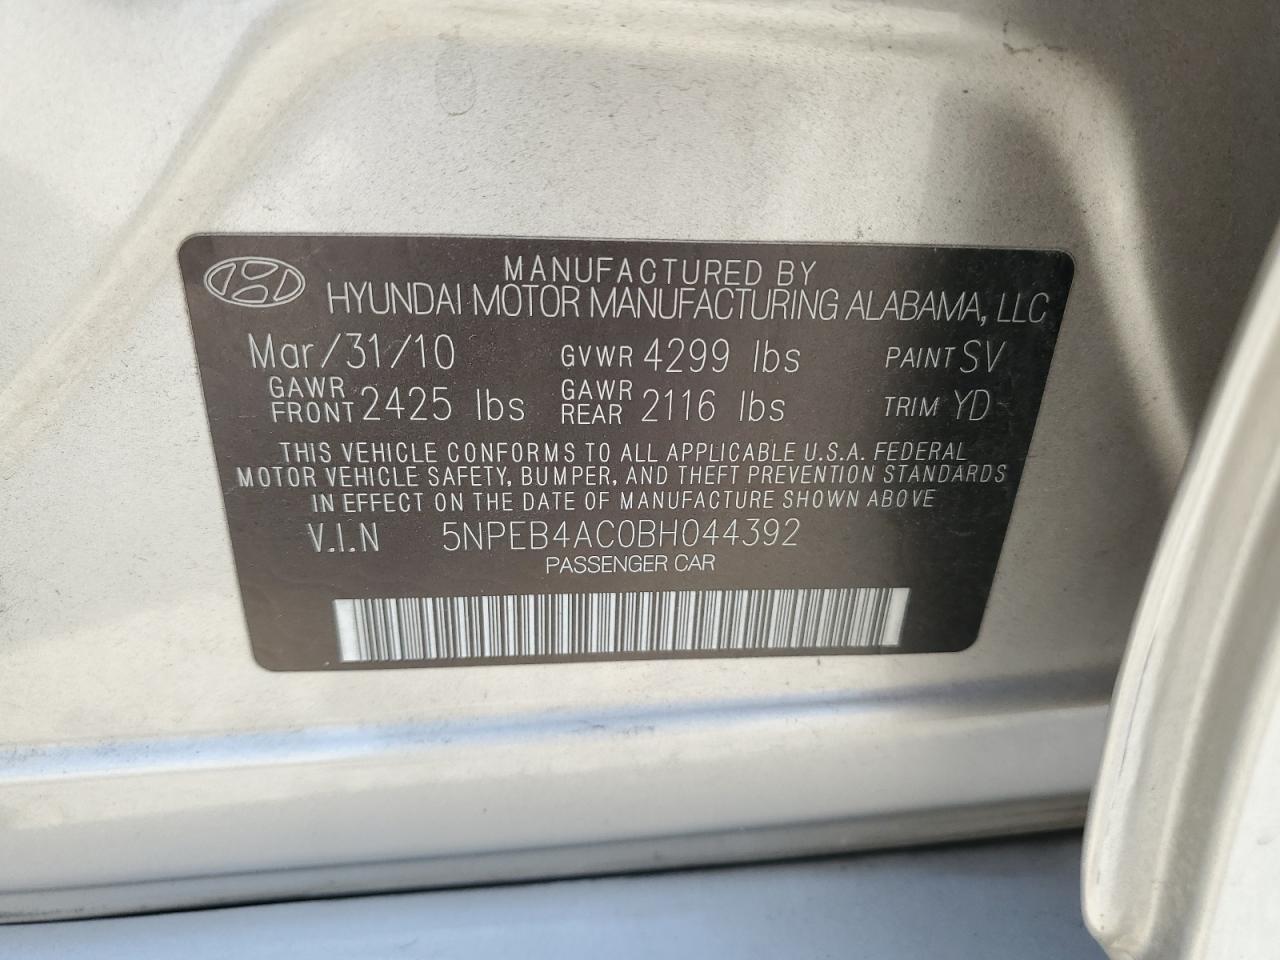 MANUFACTURED BY
HYUNDAI MOTOR MANUFACTURING ALABAMA, LLC
Mar/31/10 GVWR 4299 lbs PAINT SV
GAWR FRONT 2425 lbs GAWR REAR 2116 lbs TRIM YD
THIS VEHICLE CONFORMS TO ALL APPLICABLE U.S.A. FEDERAL
MOTOR VEHICLE SAFETY, BUMPER, AND THEFT PREVENTION STANDARDS
IN EFFECT ON THE DATE OF MANUFACTURE SHOWN ABOVE
V.I.N 5NPEB4AC0BH044392
PASSENGER CAR